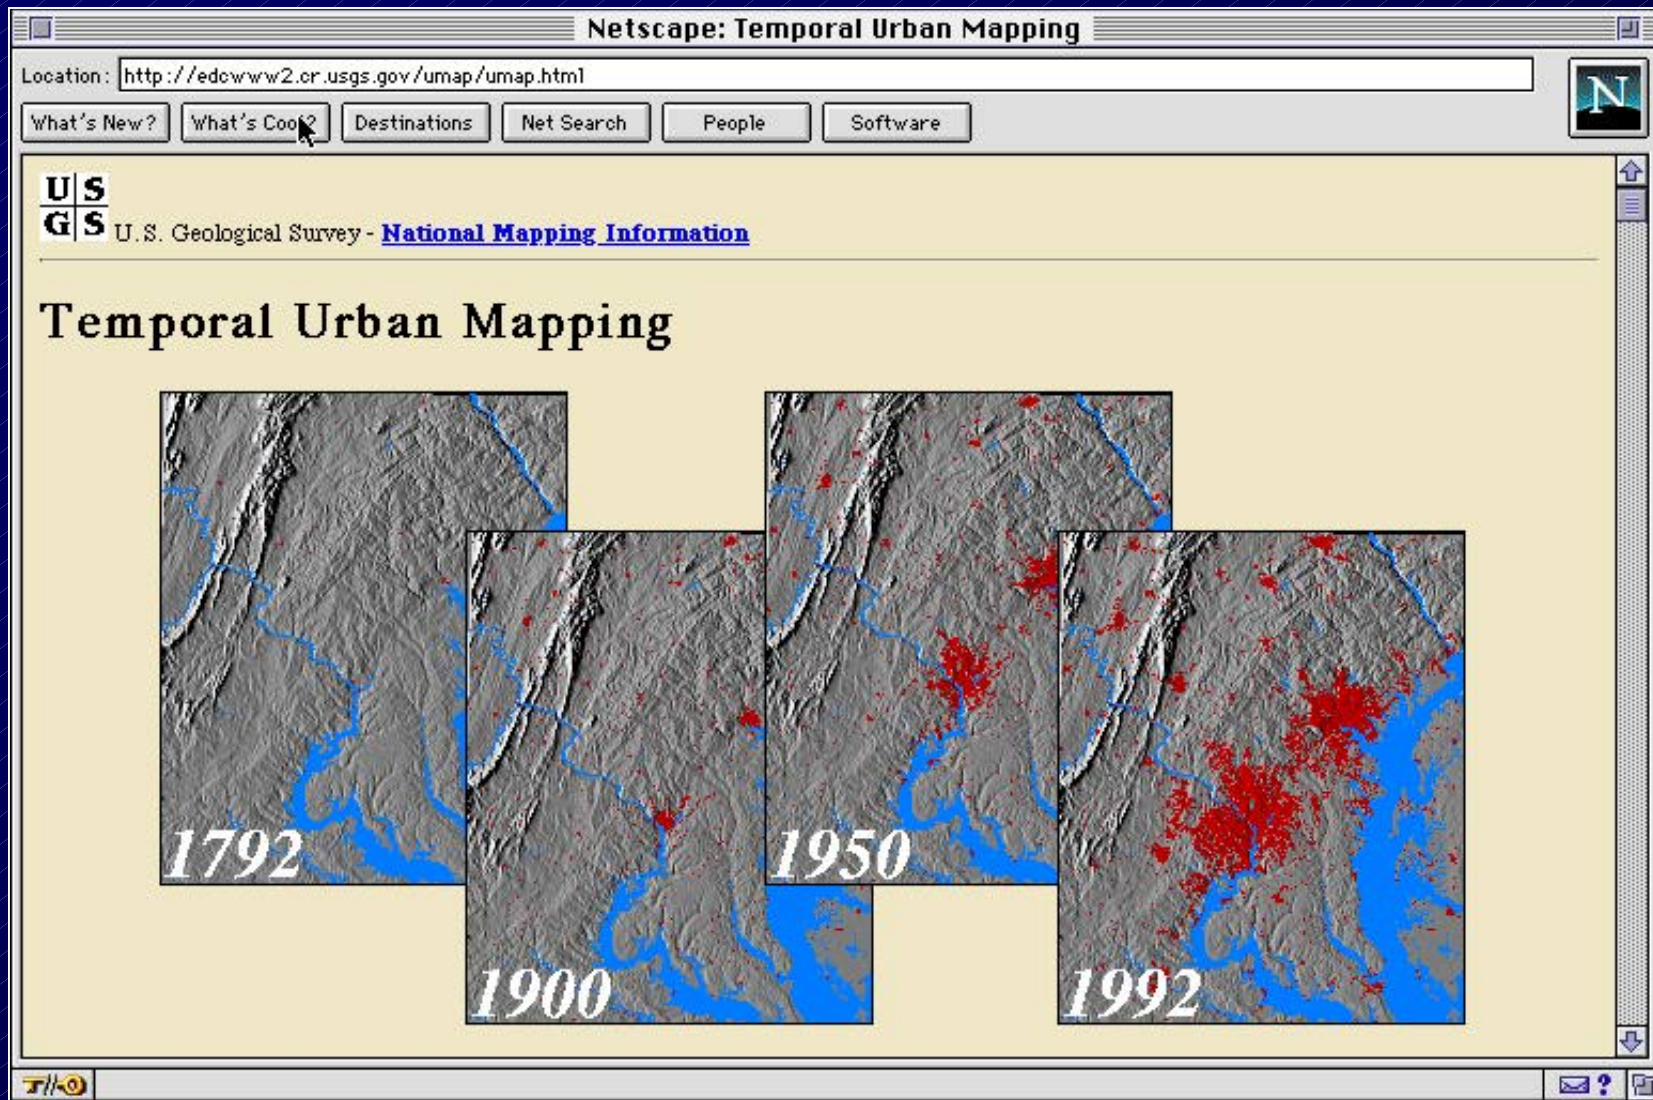 Netscape: Temporal Urban Mapping
Location: http://edcwww2.cr.usgs.gov/umap/umap.html
N
What's New? What's Cool? Destinations Net Search People Software
U S
G S U.S. Geological Survey - National Mapping Information
Temporal Urban Mapping
1792
1950
1900
1992
?